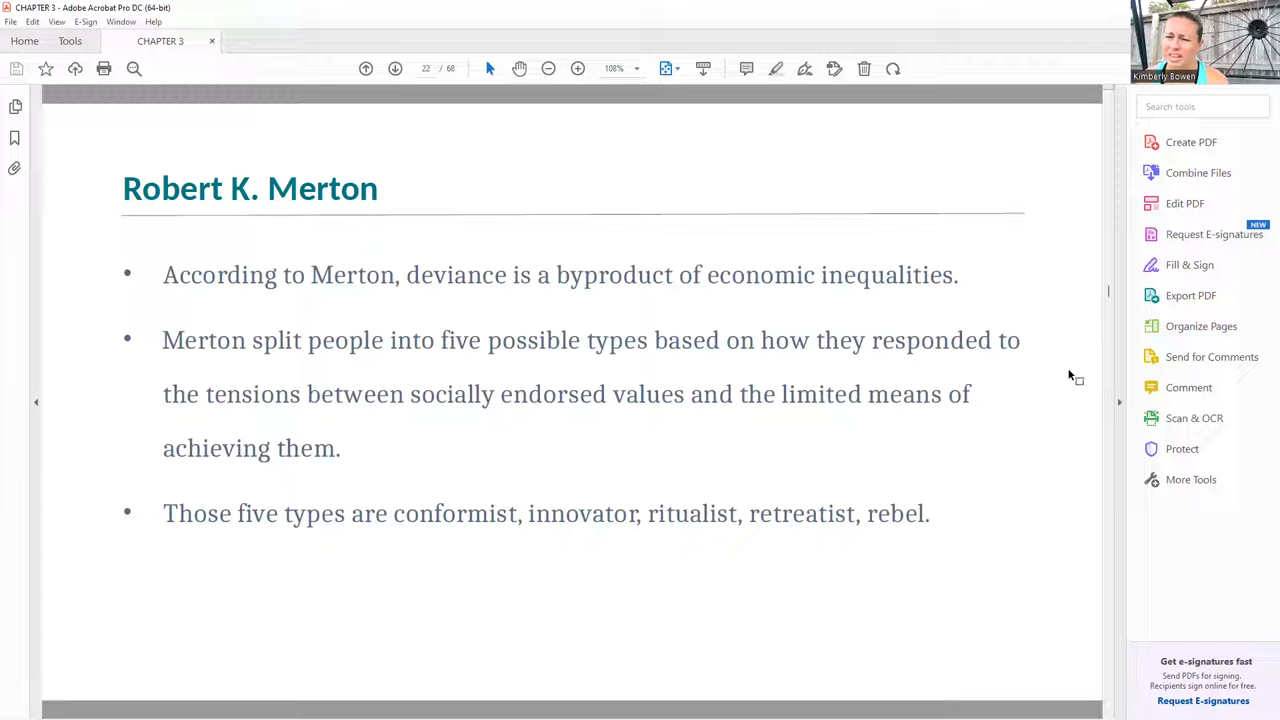 CHAPTER 3 - Adobe Acrobat Pro DC (64-bit)
File Edit View E-Sign Window Help
Home Tools CHAPTER 3 ×
22 / 68 108%
Kimberly Bowen
Robert K. Merton
• According to Merton, deviance is a byproduct of economic inequalities.
• Merton split people into five possible types based on how they responded to
the tensions between socially endorsed values and the limited means of
achieving them.
• Those five types are conformist, innovator, ritualist, retreatist, rebel.
Search tools
Create PDF
Combine Files
Edit PDF
NEW
Request E-signatures
Fill & Sign
Export PDF
Organize Pages
Send for Comments
Comment
Scan & OCR
Protect
More Tools
Get e-signatures fast
Send PDFs for signing.
Recipients sign online for free.
Request E-signatures